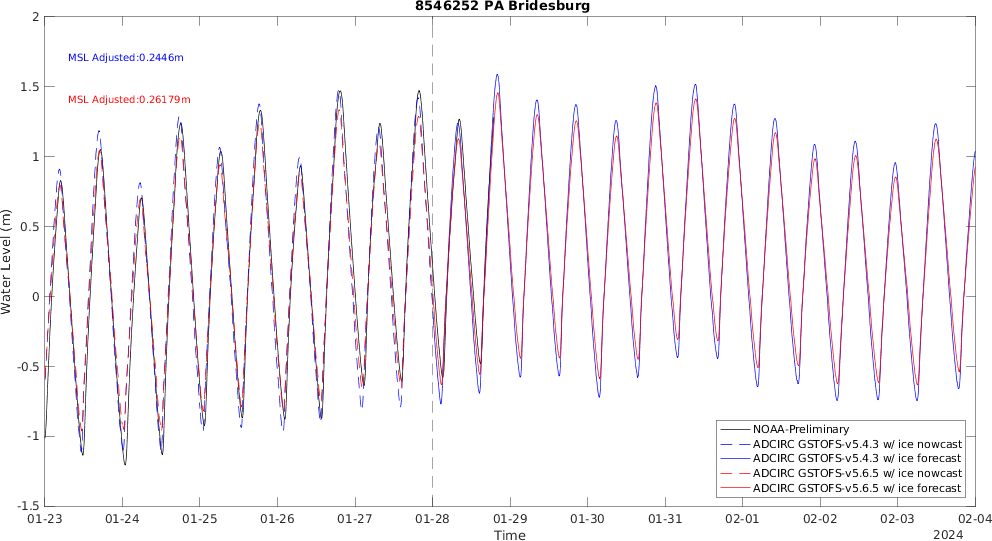 8546252 PA Bridesburg
MSL Adjusted:0.2446m
MSL Adjusted:0.26179m
Water Level (m)
2
1.5
1
0.5
0
-0.5
-1
-1.5
NOAA-Preliminary
ADCIRC GSTOFS-v5.4.3 w/ ice nowcast
ADCIRC GSTOFS-v5.4.3 w/ ice forecast
ADCIRC GSTOFS-v5.6.5 w/ ice nowcast
ADCIRC GSTOFS-v5.6.5 w/ ice forecast
01-23 01-24 01-25 01-26 01-27 01-28 01-29 01-30 01-31 02-01 02-02 02-03 02-04
Time
2024